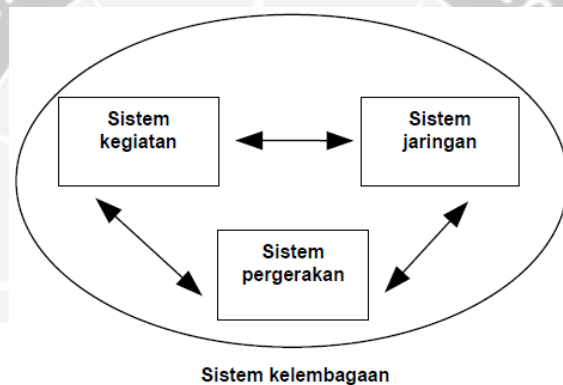 Sistem
kegiatan
Sistem
jaringan
Sistem
pergerakan
Sistem kelembagaan